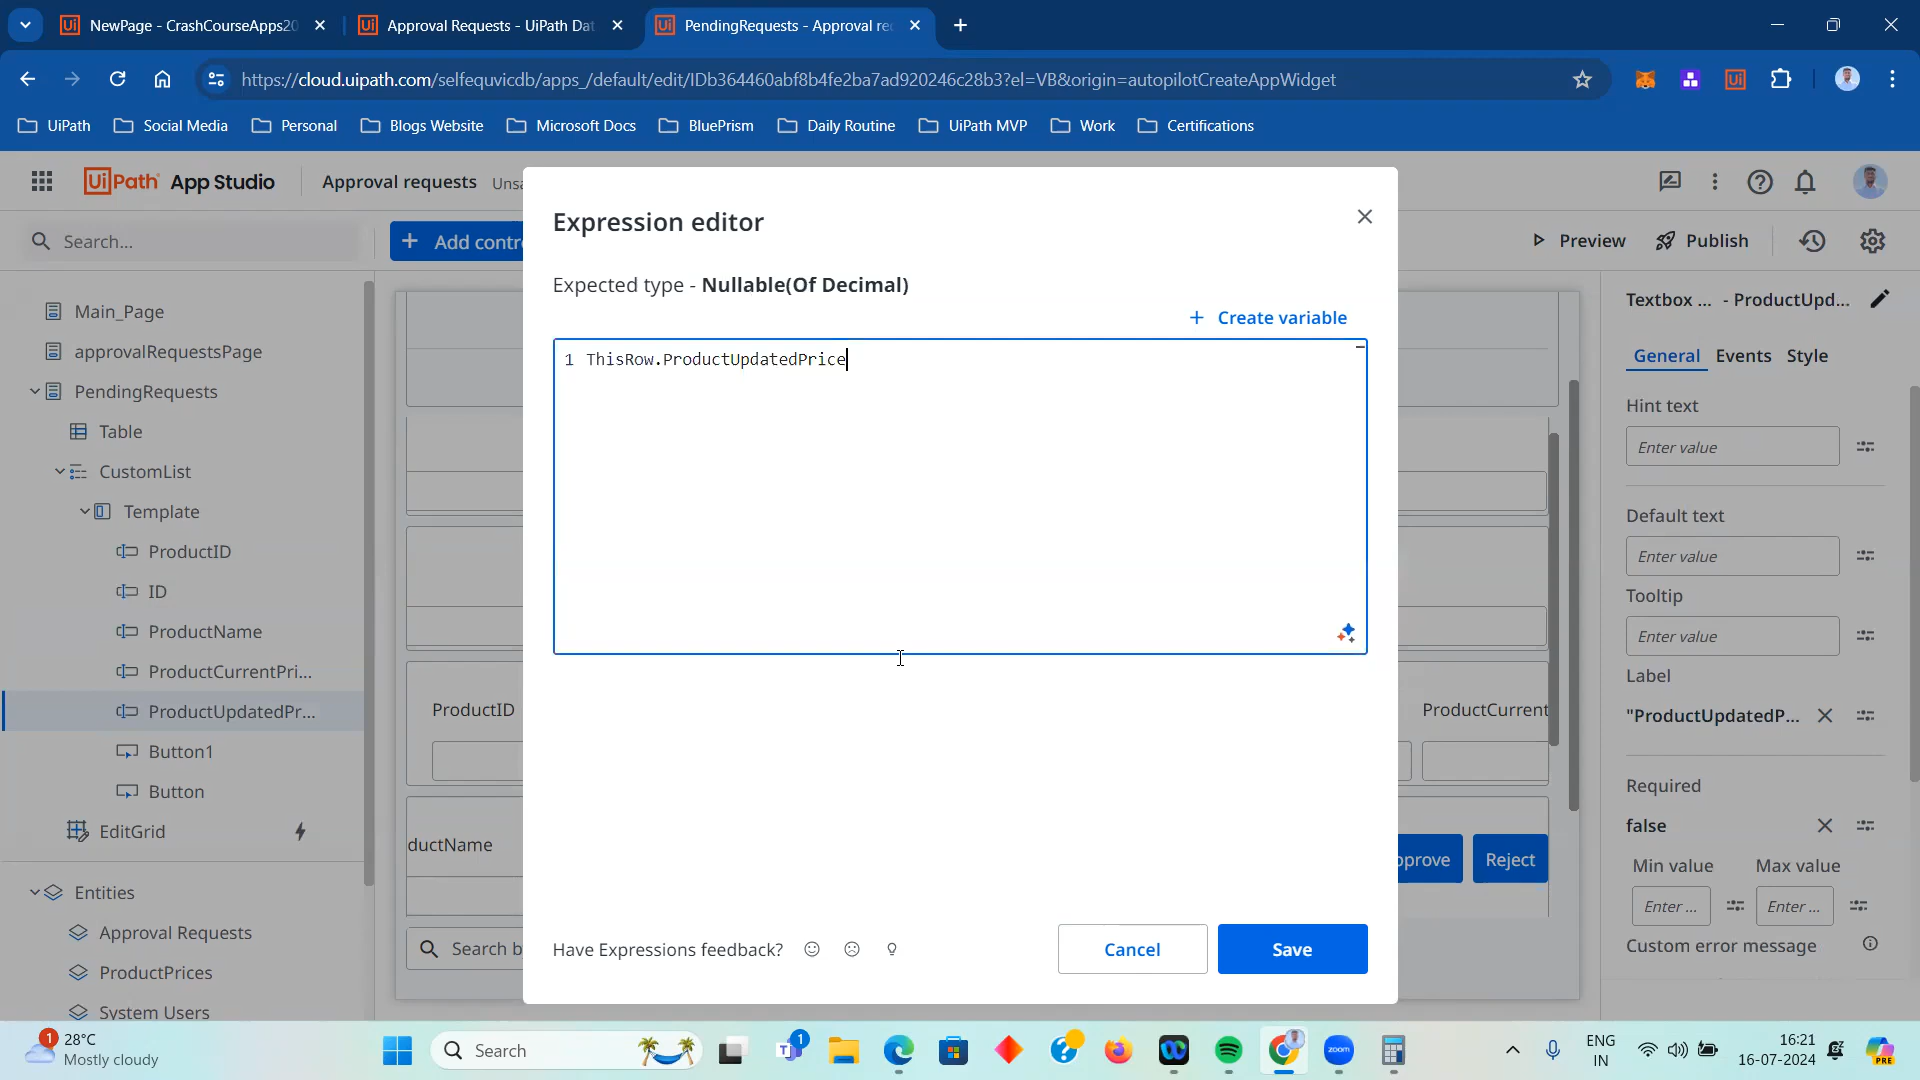 NewPage - CrashCourseApps20
Approval Requests - UiPath Dat
PendingRequests - Approval re
https://cloud.uipath.com/selfequvicdb/apps_/default/edit/IDb364460abf8b4fe2ba7ad920246c28b3?el=VB&origin=autopilotCreateAppWidget
UiPath
Social Media
Personal
Blogs Website
Microsoft Docs
BluePrism
Daily Routine
UiPath MVP
Work
Certifications
UiPath App Studio
Approval requests
Unsa
Search...
+ Add contr
Preview
Publish
Main_Page
approvalRequestsPage
PendingRequests
Table
CustomList
Template
ProductID
ID
ProductName
ProductCurrentPri...
ProductUpdatedPr...
Button1
Button
EditGrid
Entities
Approval Requests
ProductPrices
System Users
Expression editor
Expected type - Nullable(Of Decimal)
+ Create variable
1 ThisRow.ProductUpdatedPrice
Have Expressions feedback?
Cancel
Save
ProductID
ProductCurrent
ductName
pprove
Reject
Search b
Textbox ... - ProductUpd...
General
Events
Style
Hint text
Enter value
Default text
Enter value
Tooltip
Enter value
Label
"ProductUpdatedP...
Required
false
Min value
Max value
Enter ...
Enter ...
Custom error message
1
28°C
Mostly cloudy
Search
1
zoom
ENG
IN
16:21
16-07-2024
PRE